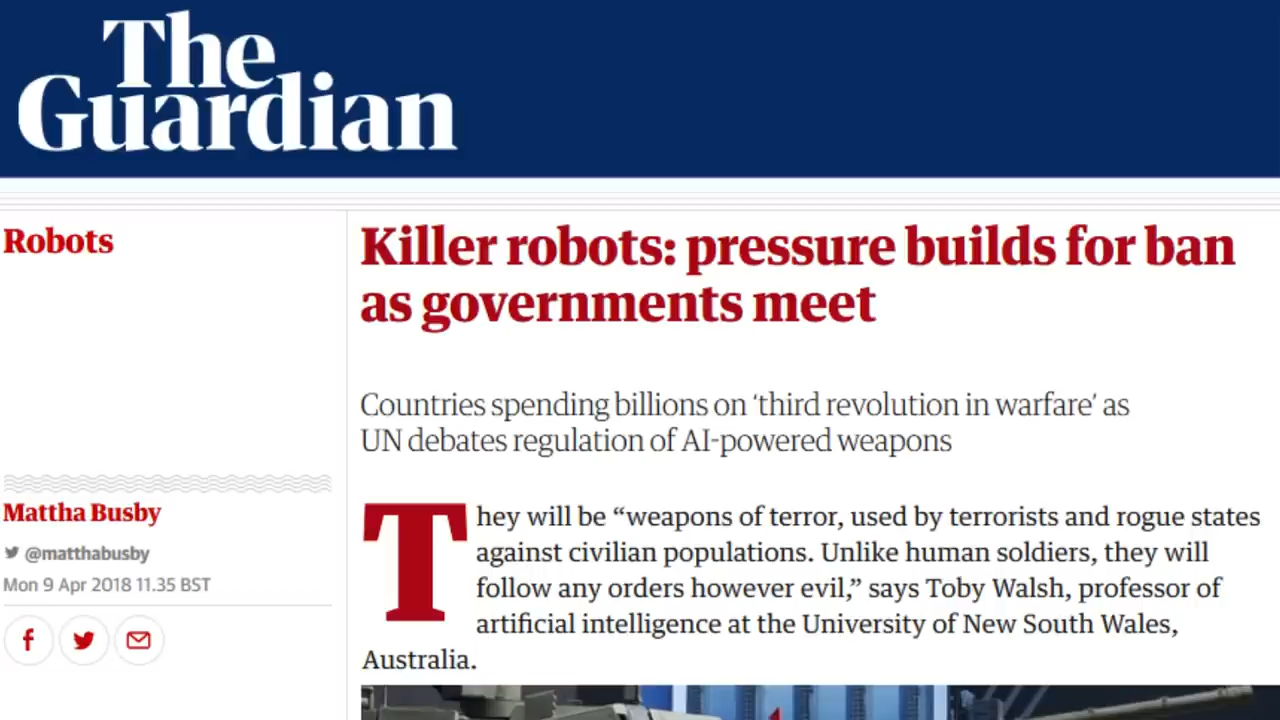 The
Guardian
Robots
Killer robots: pressure builds for ban
as governments meet
Countries spending billions on ‘third revolution in warfare’ as
UN debates regulation of AI-powered weapons
Mattha Busby
@matthabusby
Mon 9 Apr 2018 11.35 BST
They will be “weapons of terror, used by terrorists and rogue states
against civilian populations. Unlike human soldiers, they will
follow any orders however evil,” says Toby Walsh, professor of
artificial intelligence at the University of New South Wales,
Australia.